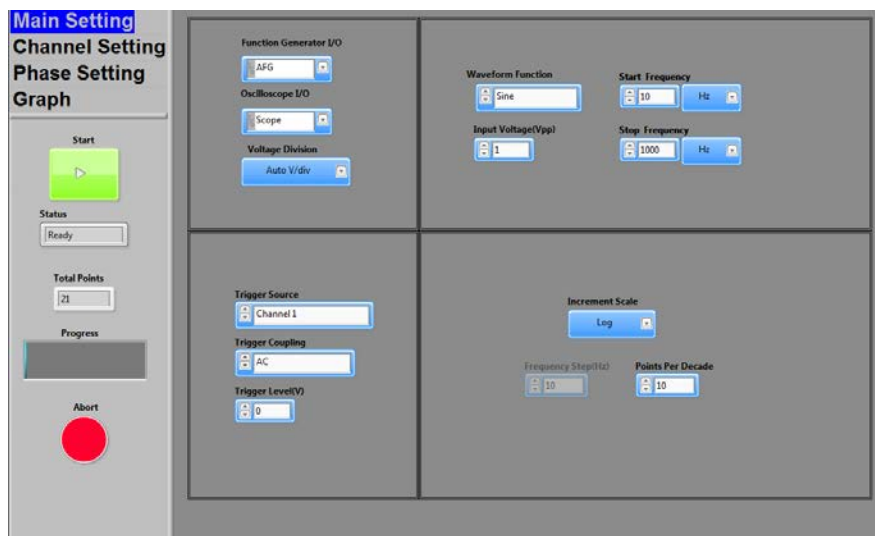 Main Setting
Channel Setting
Phase Setting
Graph
Start
Status
Ready
Total Points
21
Progress
Abort
Function Generator I/O
AFG
Oscilloscope I/O
Scope
Voltage Division
Auto V/div
Waveform Function
Sine
Input Voltage(Vpp)
1
Start Frequency
10 Hz
Stop Frequency
1000 Hz
Trigger Source
Channel 1
Trigger Coupling
AC
Trigger Level(V)
0
Increment Scale
Log
Frequency Step(Hz)
10
Points Per Decade
10